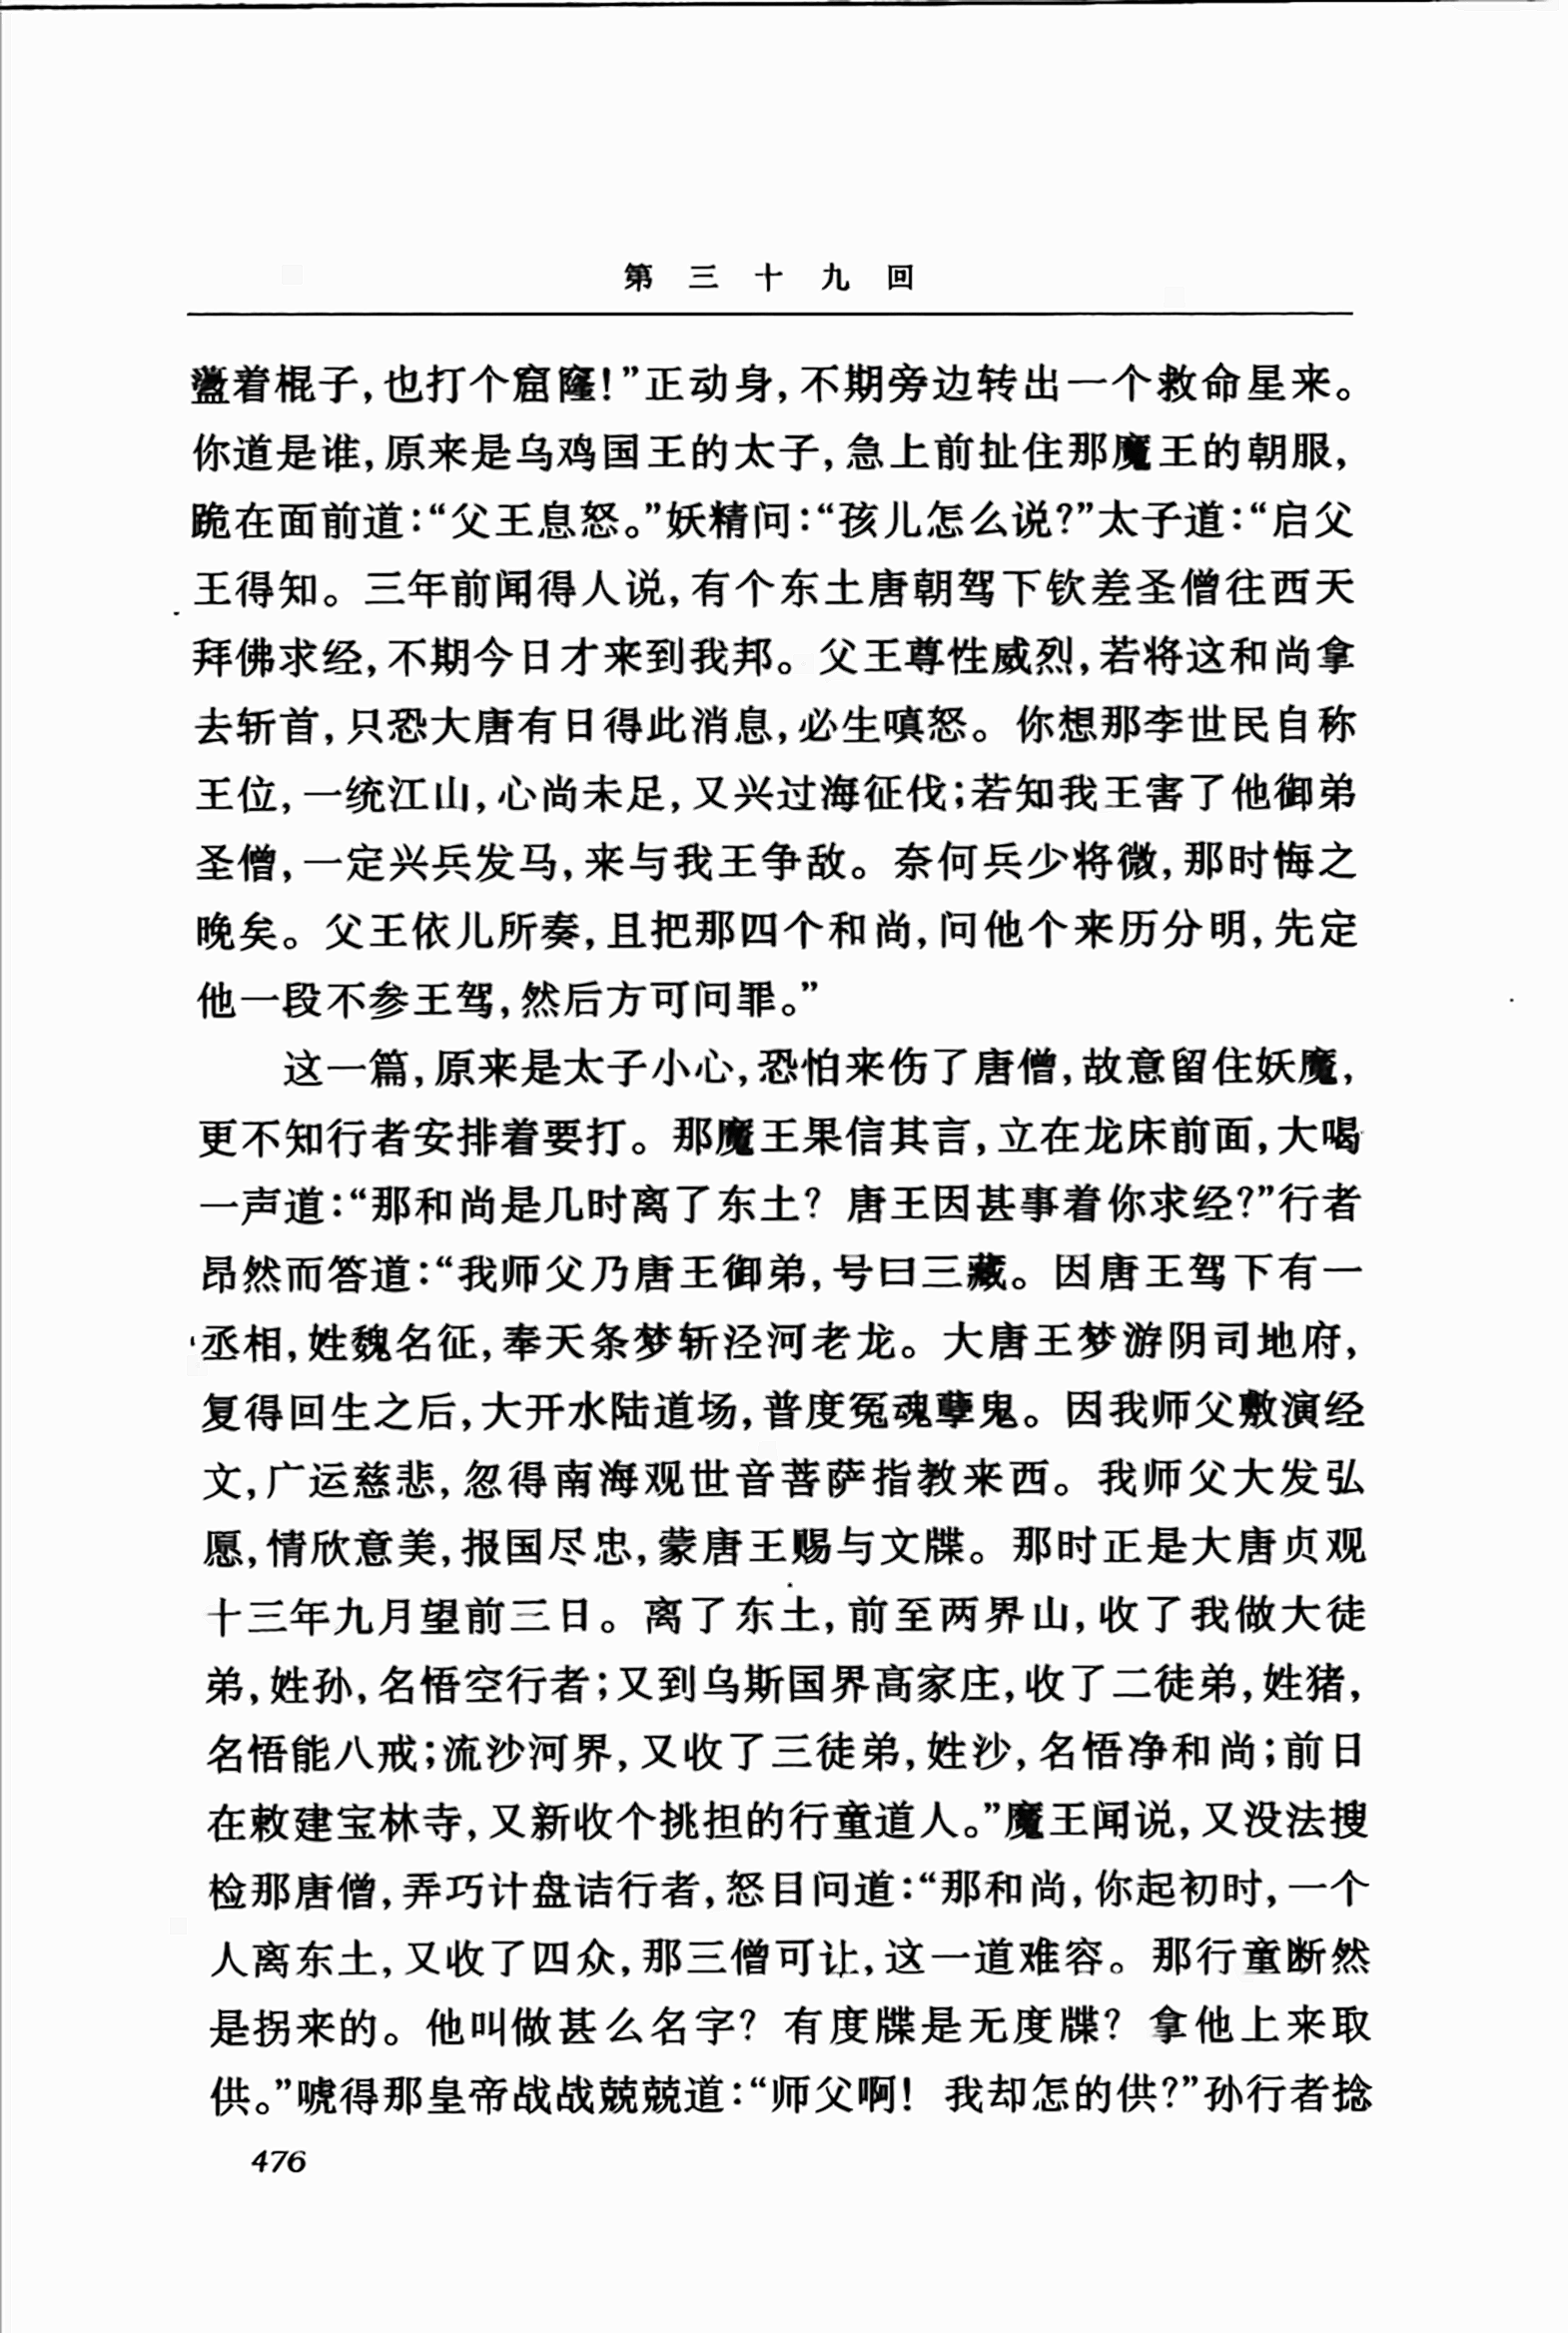 第三十九回
盪着棍子，也打个窟窿！”正动身，不期旁边转出一个救命星来。
你道是谁，原来是乌鸡国王的太子，急上前扯住那魔王的朝服，
跪在面前道：“父王息怒。”妖精问：“孩儿怎么说？”太子道：“启父
王得知。三年前闻得人说，有个东土唐朝驾下钦差圣僧往西天
拜佛求经，不期今日才来到我邦。父王尊性威烈，若将这和尚拿
去斩首，只恐大唐有日得此消息，必生嗔怒。你想那李世民自称
王位，一统江山，心尚未足，又兴过海征伐；若知我王害了他御弟
圣僧，一定兴兵发马，来与我王争敌。奈何兵少将微，那时悔之
晚矣。父王依儿所奏，且把那四个和尚，问他个来历分明，先定
他一段不参王驾，然后方可问罪。”
这一篇，原来是太子小心，恐怕来伤了唐僧，故意留住妖魔，
更不知行者安排着要打。那魔王果信其言，立在龙床前面，大喝
一声道：“那和尚是几时离了东土？唐王因甚事着你求经？”行者
昂然而答道：“我师父乃唐王御弟，号曰三藏。因唐王驾下有一
丞相，姓魏名征，奉天条梦斩泾河老龙。大唐王梦游阴司地府，
复得回生之后，大开水陆道场，普度冤魂孽鬼。因我师父敷演经
文，广运慈悲，忽得南海观世音菩萨指教来西。我师父大发弘
愿，情欣意美，报国尽忠，蒙唐王赐与文牒。那时正是大唐贞观
十三年九月望前三日。离了东土，前至两界山，收了我做大徒
弟，姓孙，名悟空行者；又到乌斯国界高家庄，收了二徒弟，姓猪，
名悟能八戒；流沙河界，又收了三徒弟，姓沙，名悟净和尚；前日
在敕建宝林寺，又新收个挑担的行童道人。”魔王闻说，又没法搜
检那唐僧，弄巧计盘诘行者，怒目问道：“那和尚，你起初时，一个
人离东土，又收了四众，那三僧可让，这一道难容。那行童断然
是拐来的。他叫做甚么名字？有度牒是无度牒？拿他上来取
供。”唬得那皇帝战战兢兢道：“师父啊！我却怎的供？”孙行者捻
476